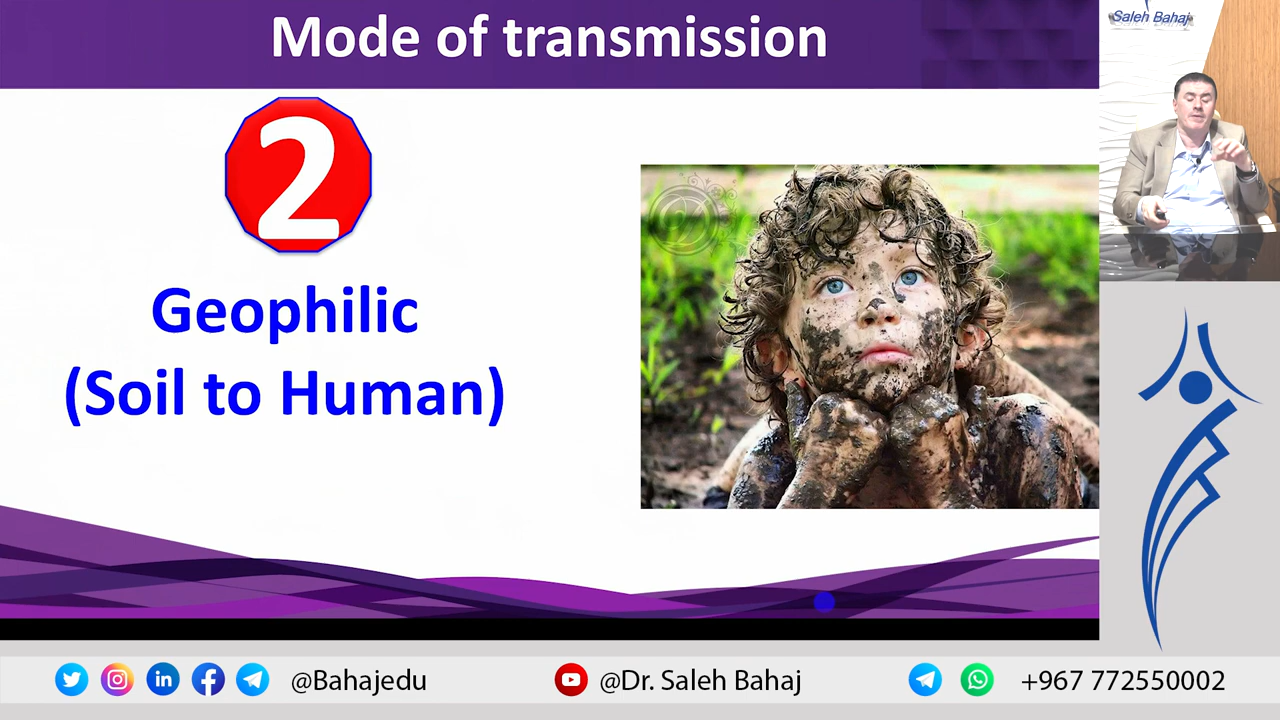 Mode of transmission
2
Geophilic
(Soil to Human)
Saleh Bahaj
@Bahajedu
@Dr. Saleh Bahaj
+967 772550002